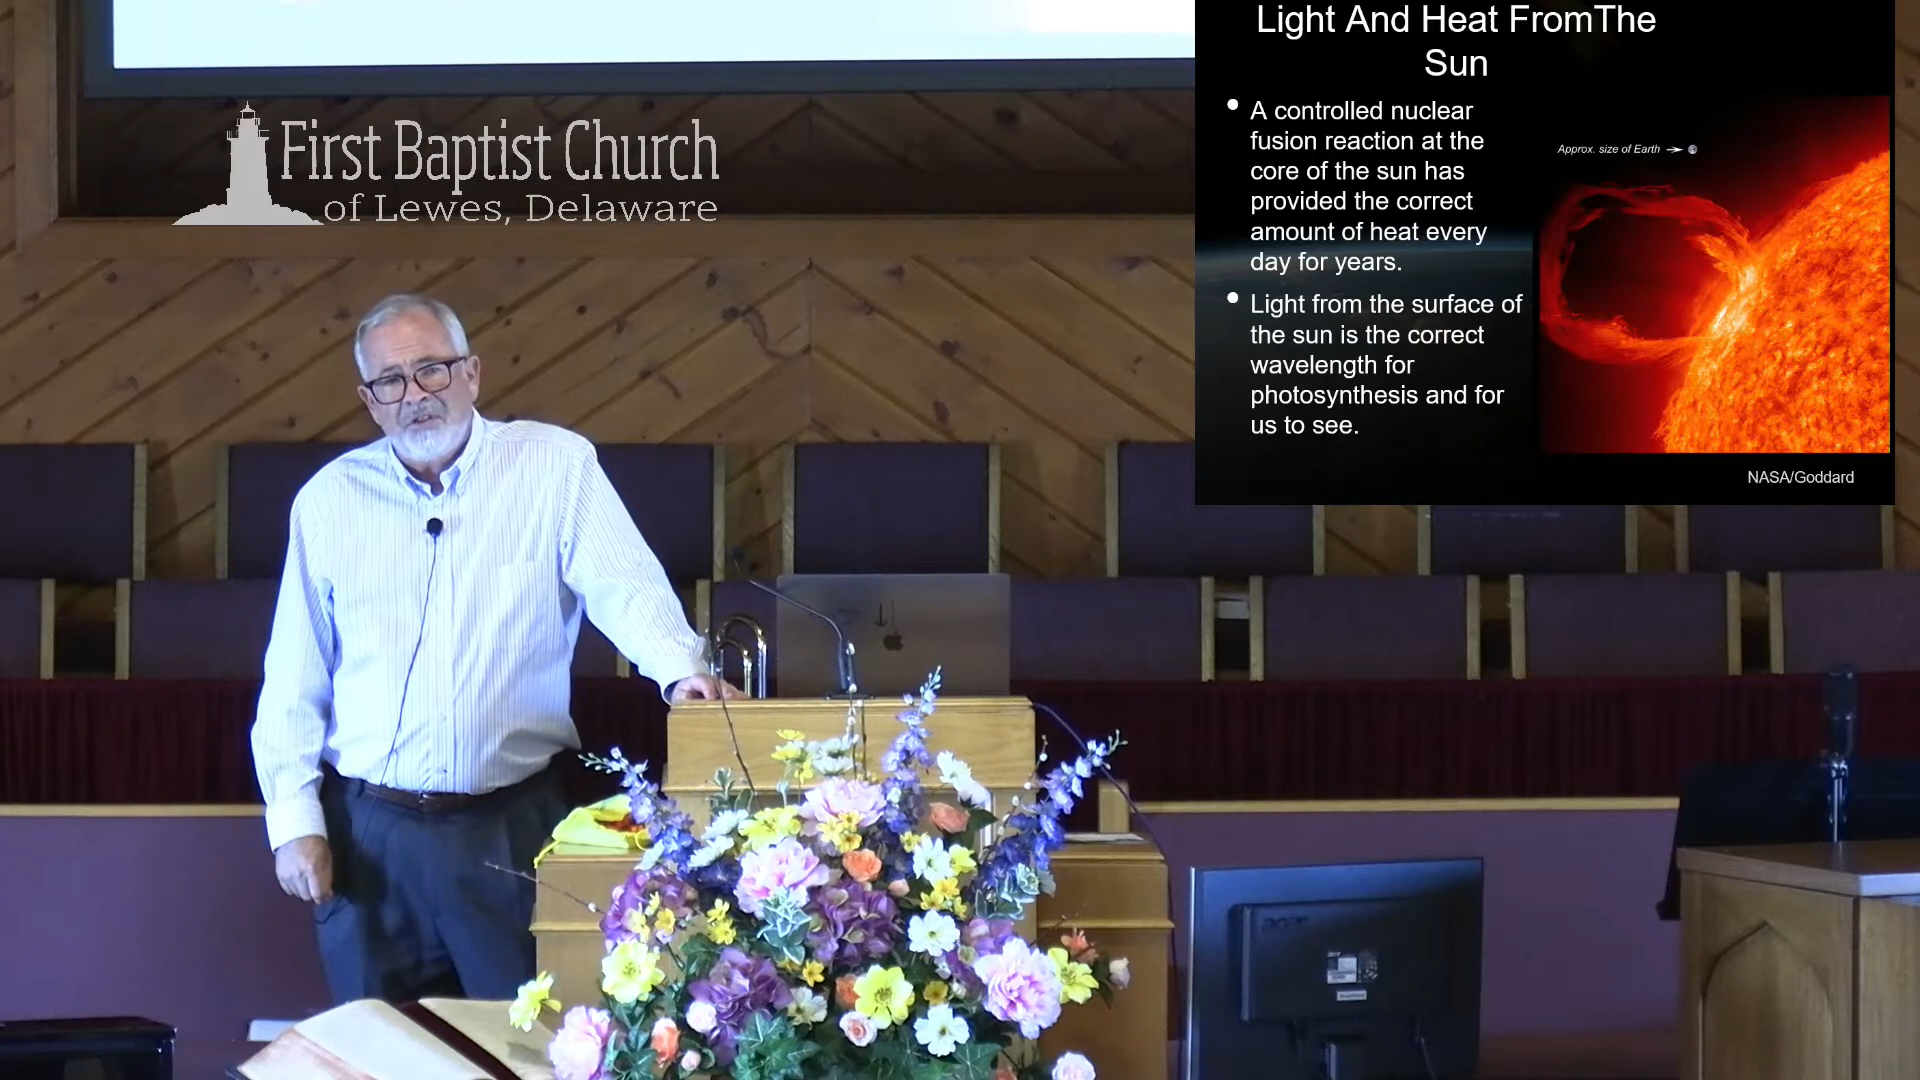 First Baptist Church
of Lewes, Delaware
Light And Heat FromThe
Sun
• A controlled nuclear
fusion reaction at the
core of the sun has
provided the correct
amount of heat every
day for years.
• Light from the surface of
the sun is the correct
wavelength for
photosynthesis and for
us to see.
Approx. size of Earth
NASA/Goddard
acer